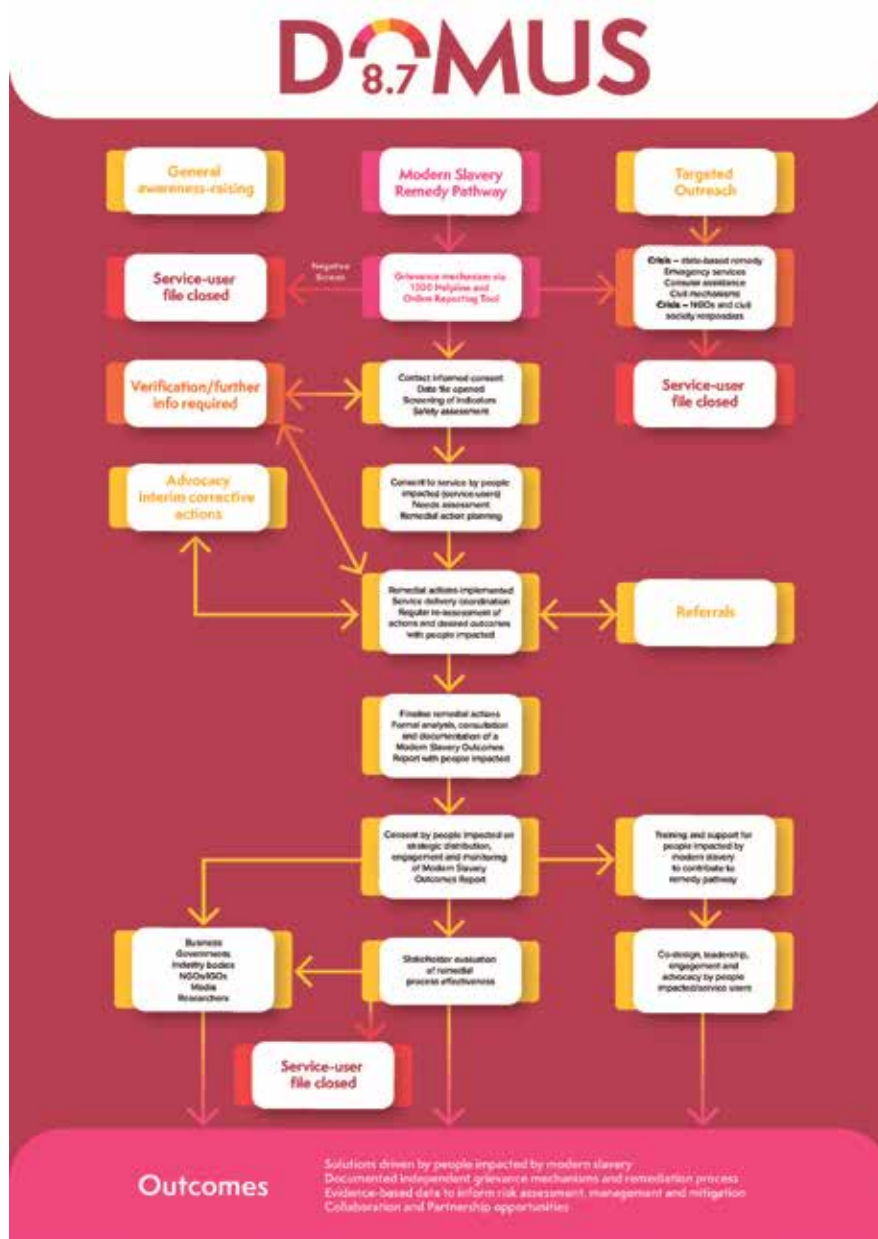 DOMUS
8.7
General
awareness-raising
Modern Slavery
Remedy Pathway
Targeted
Outreach
Service-user
file closed
Negative
Screen
Grievance mechanism via
1300 Helpline and
Online Reporting Tool
Crisis – state-based remedy
Emergency services
Consular assistance
Civil mechanisms
Crisis – NGOs and civil
society responders
Verification/further
info required
Contact informed consent
Data file opened
Screening of indicators
Safety assessment
Service-user
file closed
Advocacy
Interim corrective
actions
Consent to service by people
impacted (service-users)
Needs assessment
Remedial action planning
Remedial actions implemented
Service delivery coordination
Regular re-assessment of
actions and desired outcomes
with people impacted
Referrals
Finalise remedial actions
Formal analysis, consultation
and documentation of a
Modern Slavery Outcomes
Report with people impacted
Consent by people impacted on
strategic distribution,
engagement and monitoring
of Modern Slavery
Outcomes Report
Training and support for
people impacted by
modern slavery
to contribute to
remedy pathway
Business
Governments
Industry bodies
NGOs/IGOs
Media
Researchers
Stakeholder evaluation
of remedial
process effectiveness
Co-design, leadership,
engagement and
advocacy by people
impacted/service users
Service-user
file closed
Outcomes
Solutions driven by people impacted by modern slavery
Documented independent grievance mechanisms and remediation process
Evidence-based data to inform risk assessment, management and mitigation
Collaboration and Partnership opportunities